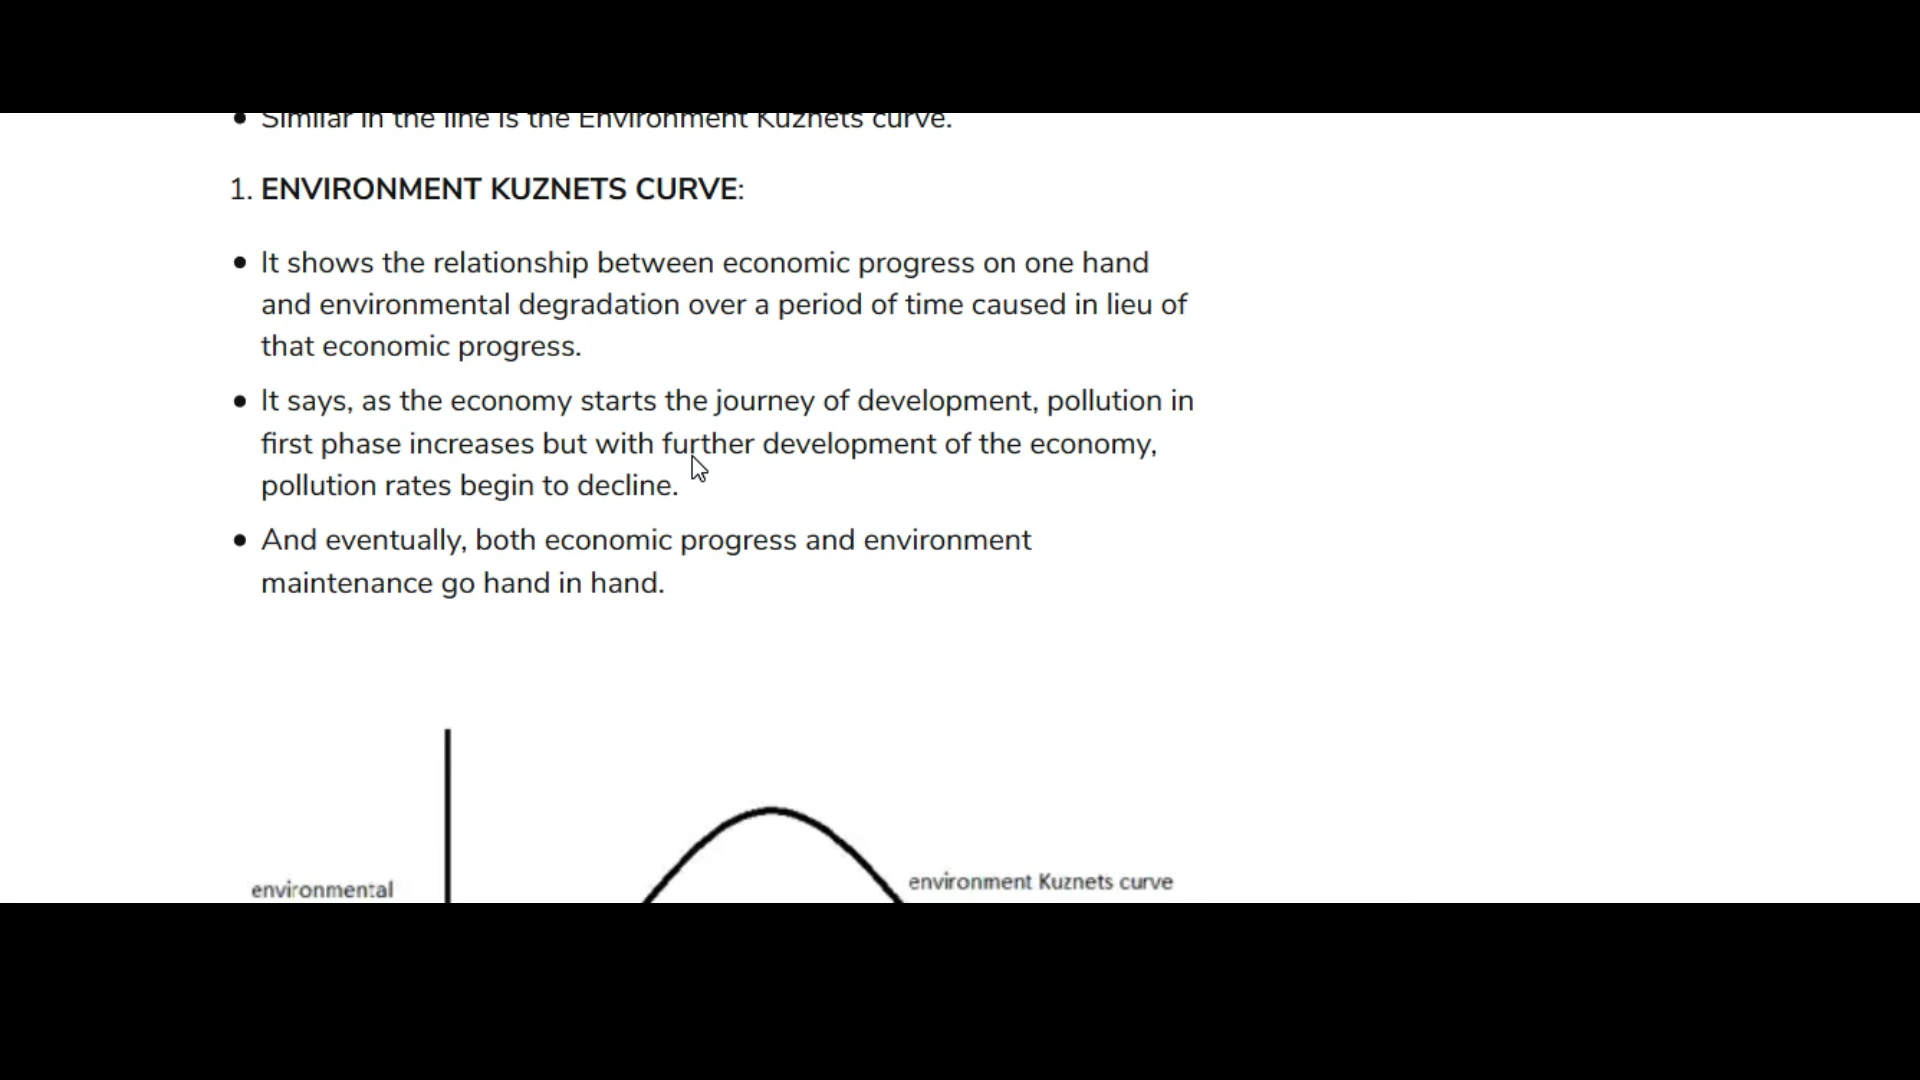 • Similar in the line is the Environment Kuznets curve.
1. ENVIRONMENT KUZNETS CURVE:
• It shows the relationship between economic progress on one hand
and environmental degradation over a period of time caused in lieu of
that economic progress.
• It says, as the economy starts the journey of development, pollution in
first phase increases but with further development of the economy,
pollution rates begin to decline.
• And eventually, both economic progress and environment
maintenance go hand in hand.
environment Kuznets curve
environmental